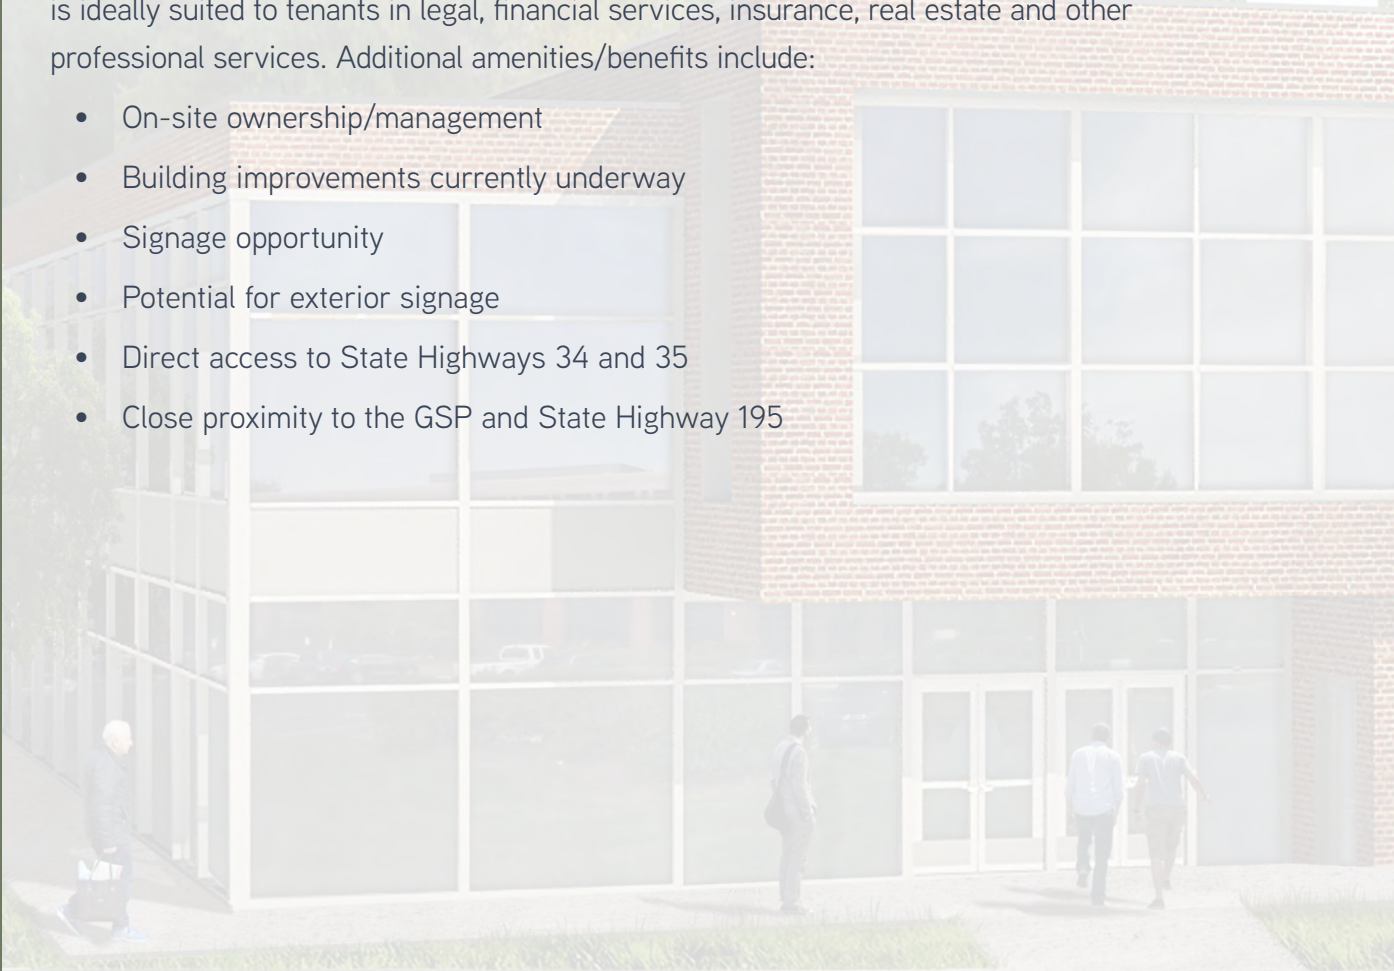 is ideally suited to tenants in legal, financial services, insurance, real estate and other
professional services. Additional amenities/benefits include:
• On-site ownership/management
• Building improvements currently underway
• Signage opportunity
• Potential for exterior signage
• Direct access to State Highways 34 and 35
• Close proximity to the GSP and State Highway 195